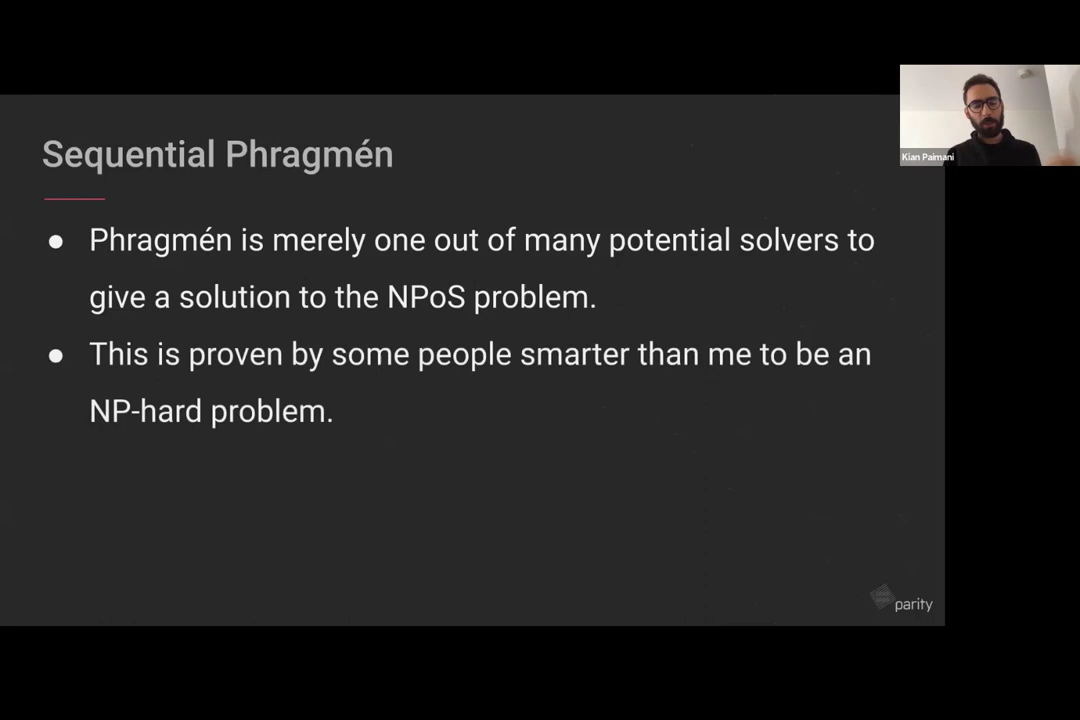 Sequential Phragmén
● Phragmén is merely one out of many potential solvers to
give a solution to the NPoS problem.
● This is proven by some people smarter than me to be an
NP-hard problem.
Kian Paimani
parity